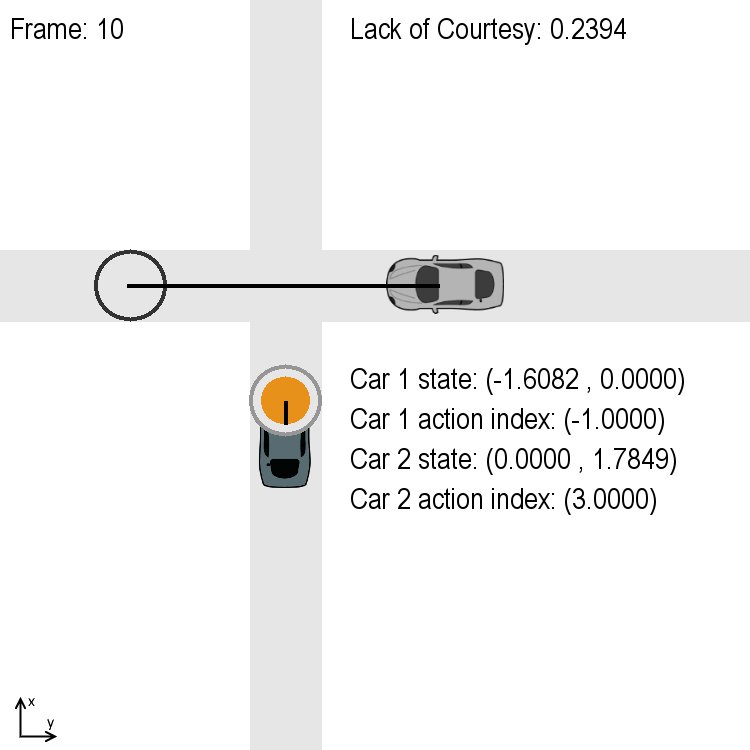 Frame: 10
Lack of Courtesy: 0.2394
Car 1 state: (-1.6082 , 0.0000)
Car 1 action index: (-1.0000)
Car 2 state: (0.0000 , 1.7849)
Car 2 action index: (3.0000)
x
y